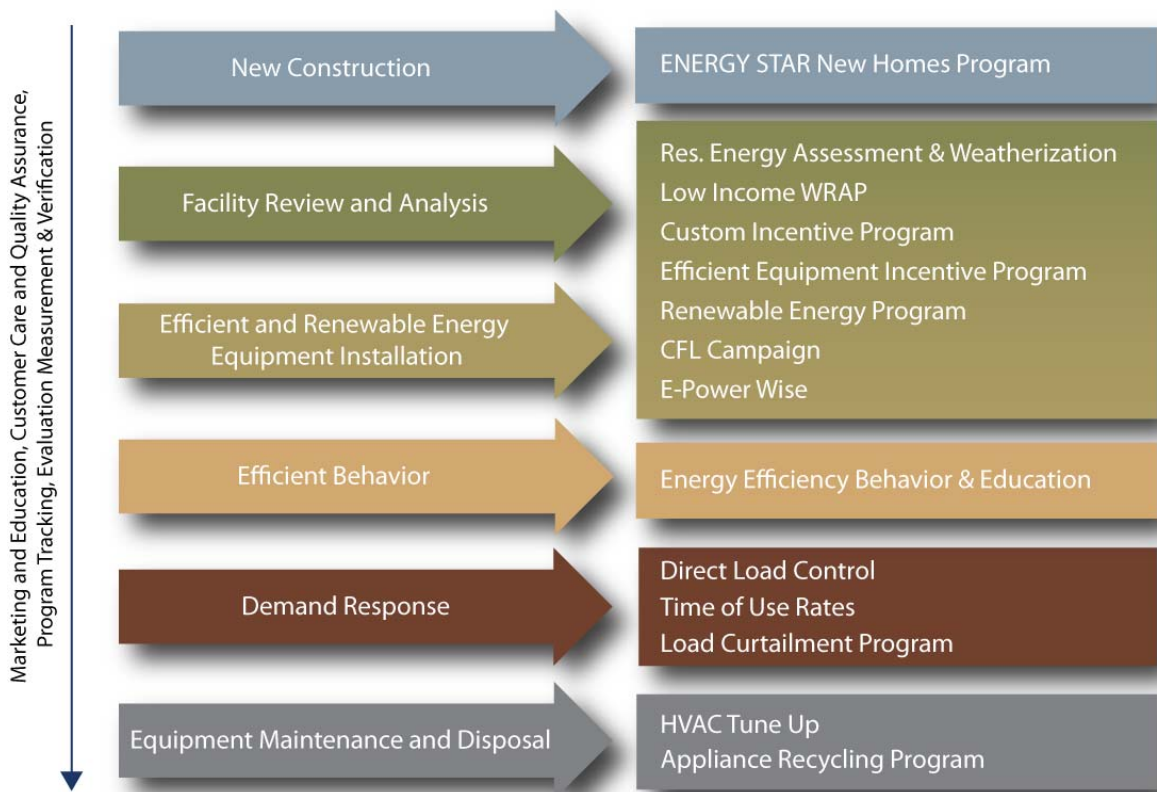 Marketing and Education, Customer Care and Quality Assurance,
Program Tracking, Evaluation Measurement & Verification
New Construction
ENERGY STAR New Homes Program
Facility Review and Analysis
Efficient and Renewable Energy
Equipment Installation
Res. Energy Assessment & Weatherization
Low Income WRAP
Custom Incentive Program
Efficient Equipment Incentive Program
Renewable Energy Program
CFL Campaign
E-Power Wise
Efficient Behavior
Energy Efficiency Behavior & Education
Demand Response
Direct Load Control
Time of Use Rates
Load Curtailment Program
Equipment Maintenance and Disposal
HVAC Tune Up
Appliance Recycling Program